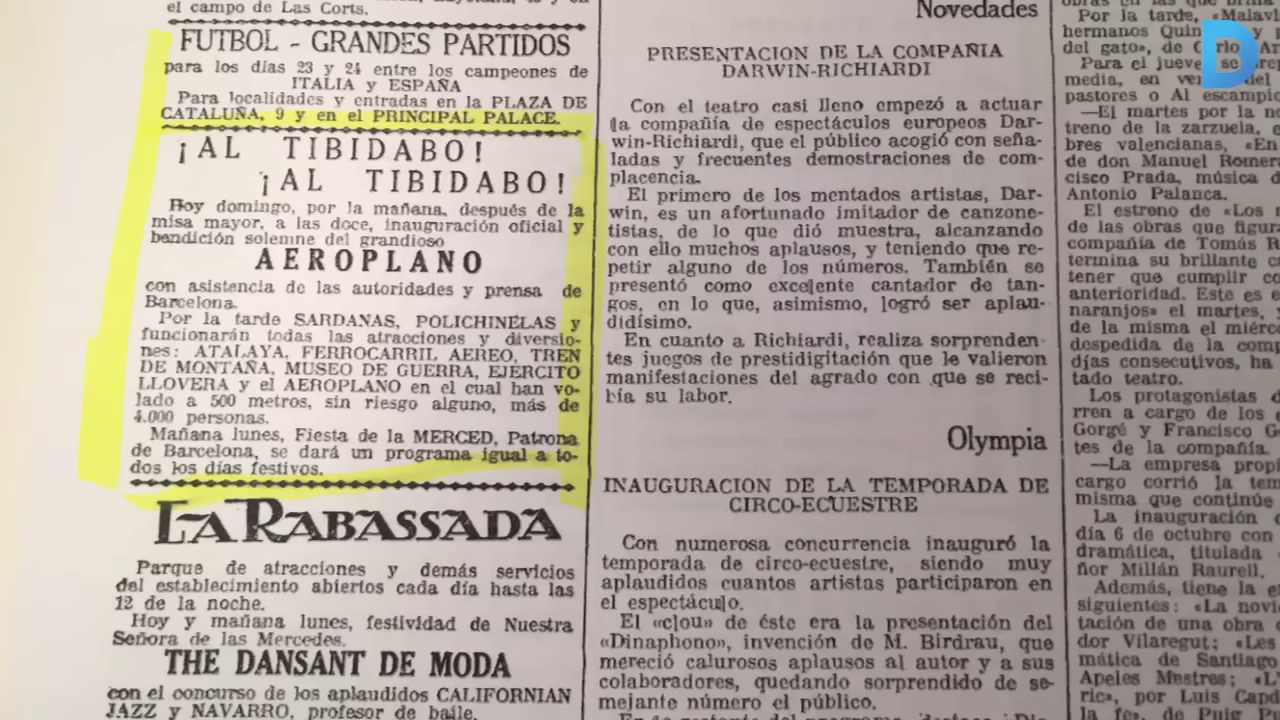 el campo de Las Corts.
FUTBOL - GRANDES PARTIDOS
para los días 23 y 24 entre los campeones de
ITALIA y ESPAÑA
Para localidades y entradas en la PLAZA DE
CATALUÑA, 9 y en el PRINCIPAL PALACE.
¡AL TIBIDABO!
¡AL TIBIDABO!
Hoy domingo, por la mañana, después de la
misa mayor, a las doce, inauguración oficial y
bendición solemne del grandioso
AEROPLANO
con asistencia de las autoridades y prensa de
Barcelona.
Por la tarde SARDANAS, POLICHINELAS y
funcionarán todas las atracciones y diversio-
nes: ATALAYA, FERROCARRIL AEREO, TREN
DE MONTAÑA, MUSEO DE GUERRA, EJERCITO
LLOVERA y el AEROPLANO en el cual han vo-
lado a 500 metros, sin riesgo alguno, más de
4.000 personas.
Mañana lunes, Fiesta de la MERCED, Patrona
de Barcelona, se dará un programa igual a to-
dos los días festivos.
LA RABASSADA
Parque de atracciones y demás servicios
del establecimiento abiertos cada día hasta las
12 de la noche.
Hoy y mañana lunes, festividad de Nuestra
Señora de las Mercedes.
THE DANSANT DE MODA
con el concurso de los aplaudidos CALIFORNIAN
JAZZ y NAVARRO, profesor de baile.
Novedades
PRESENTACION DE LA COMPAÑIA
DARWIN-RICHIARDI
Con el teatro casi lleno empezó a actuar
la compañía de espectáculos europeos Dar-
win-Richiardi, que el público acogió con seña-
ladas y frecuentes demostraciones de com-
placencia.
El primero de los mentados artistas, Dar-
win, es un afortunado imitador de canzone-
tistas, de lo que dió muestra, alcanzando
con ello muchos aplausos, y teniendo que re-
petir alguno de los números. También se
presentó como excelente cantador de tan-
gos, en lo que, asimismo, logró ser aplau-
didísimo.
En cuanto a Richiardi, realiza sorprenden-
tes juegos de prestidigitación que le valieron
manifestaciones del agrado con que se reci-
bía su labor.
Olympia
INAUGURACION DE LA TEMPORADA DE
CIRCO-ECUESTRE
Con numerosa concurrencia inauguró la
temporada de circo-ecuestre, siendo muy
aplaudidos cuantos artistas participaron en
el espectáculo.
El «clou» de éste era la presentación del
«Dinaphono», invención de M. Birdrau, que
mereció calurosos aplausos al autor y a sus
colaboradores, quedando sorprendido de se-
mejante número el público.
Por la tarde, «Malav
hermanos Quin
del gato», de
Para el jueves
media, en
pastores o Al escampi
—El martes por la no
treno de la zarzuela,
bres valencianas, «En
de don Manuel Romer
cisco Prada, música d
Antonio Palanca.
El estreno de «Los
de las obras que figura
compañía de Tomás R
termina su brillante c
tener que cumplir co
anterioridad. Este es e
naranjos» el martes, y
de la misma el miérc
despedida de la comp
días consecutivos, ha
tado teatro.
Los protagonistas d
rren a cargo de los
Gorgé y Francisco Go
tes de la compañía.
—La empresa propi
cargo corrió la tem
misma que continúe
La inauguración
día 6 de octubre con
dramática, titulada
ñor Millán Raurell.
Además, tiene la e
siguientes: «La novi
tación de una obra d
dor Vilaregut; «Les
mática de Santiago
Apeles Mestres; «L'
ric», por Luis Capd
la fe», de Puig P
D